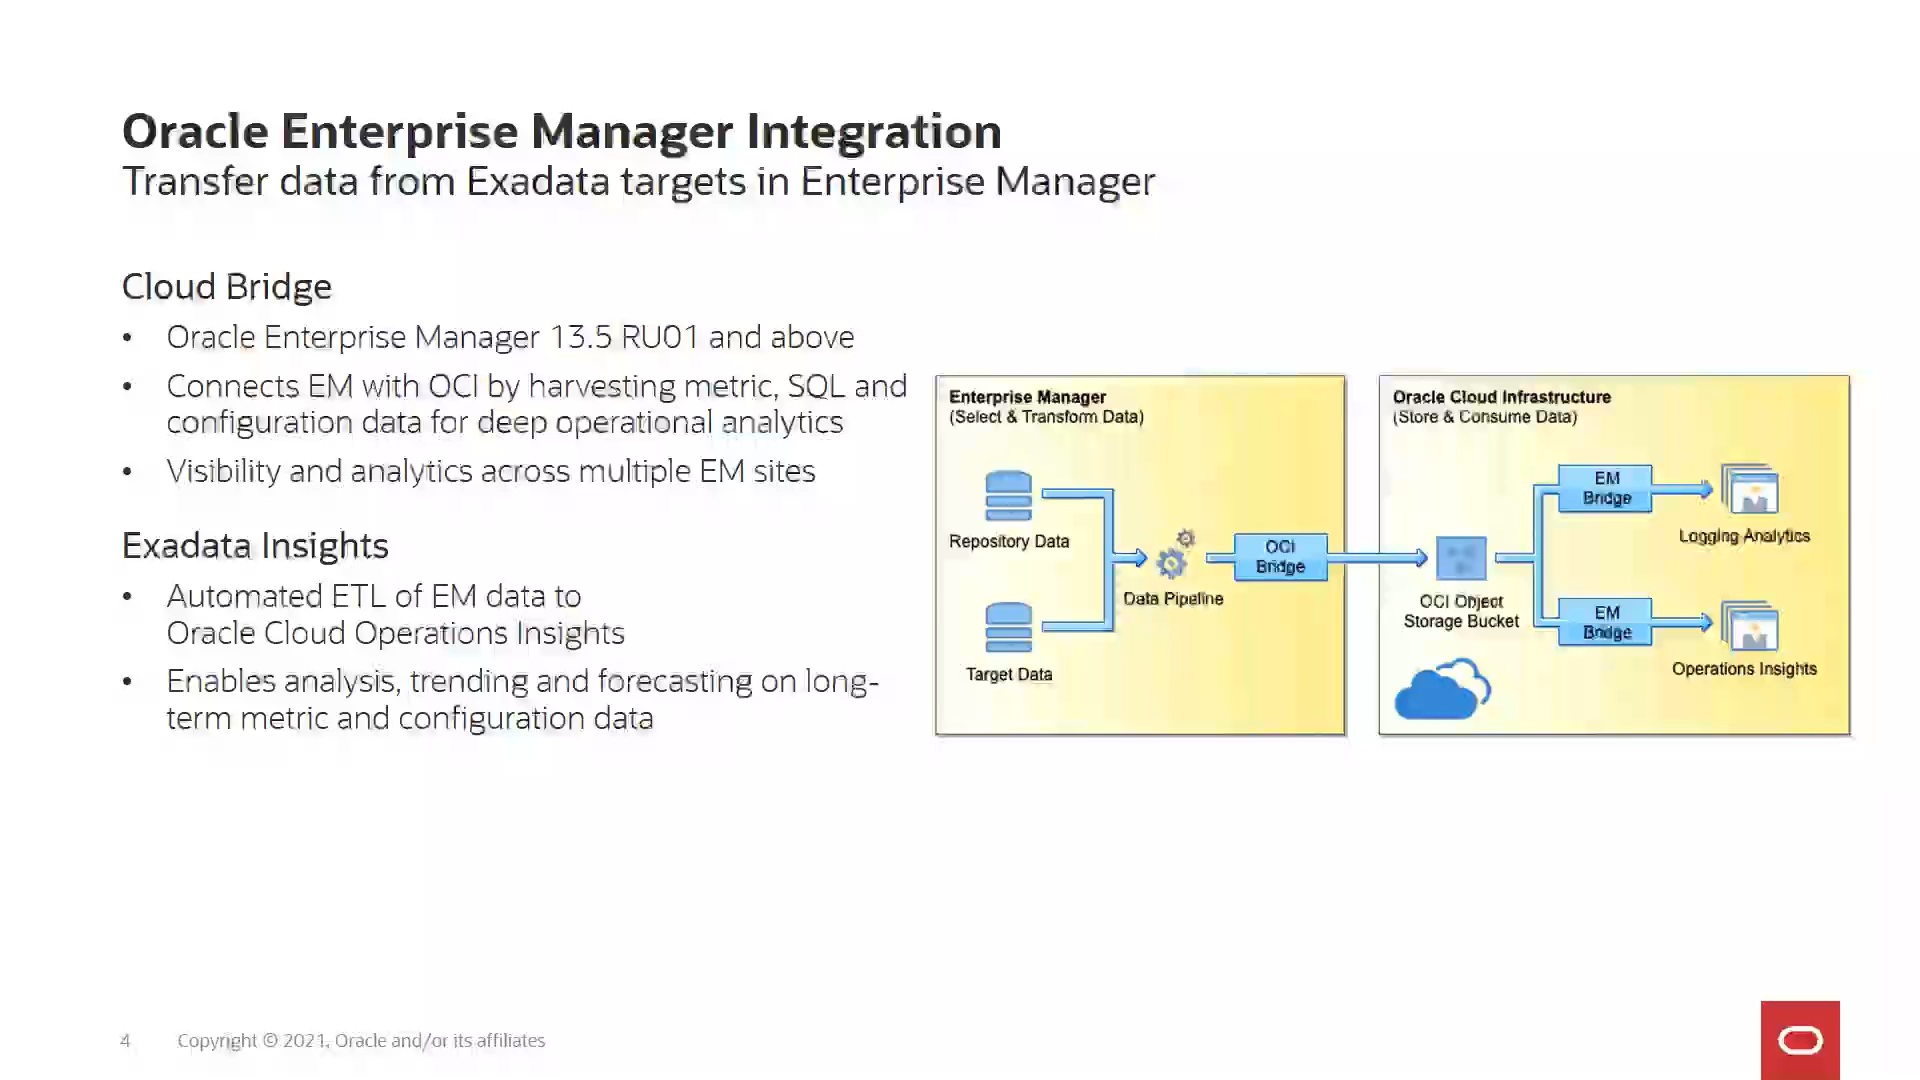 Oracle Enterprise Manager Integration
Transfer data from Exadata targets in Enterprise Manager
Cloud Bridge
• Oracle Enterprise Manager 13.5 RU01 and above
• Connects EM with OCI by harvesting metric, SQL and
configuration data for deep operational analytics
• Visibility and analytics across multiple EM sites
Exadata Insights
• Automated ETL of EM data to
Oracle Cloud Operations Insights
• Enables analysis, trending and forecasting on long-
term metric and configuration data
Enterprise Manager
(Select & Transform Data)
Repository Data
Target Data
Data Pipeline
OCI
Bridge
Oracle Cloud Infrastructure
(Store & Consume Data)
OCI Object
Storage Bucket
EM
Bridge
Logging Analytics
EM
Bridge
Operations Insights
4 Copyright © 2021, Oracle and/or its affiliates